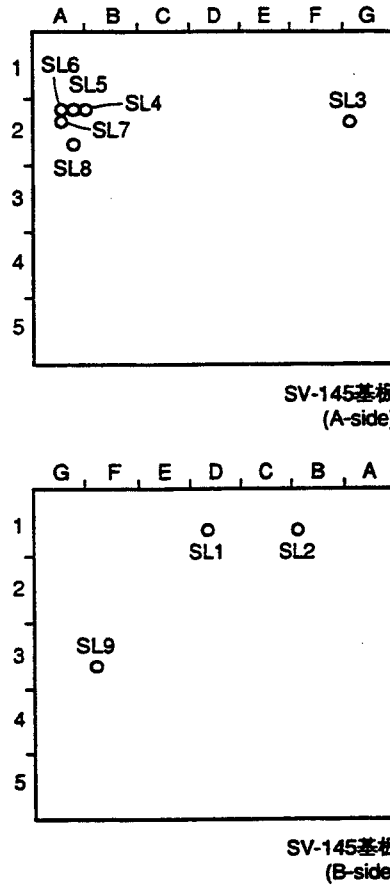 A B C D E F G
1
SL6
SL5
SL4
SL3
2
SL7
SL8
3
4
5
SV-145基板
(A-side)
G F E D C B A
1
SL1
SL2
2
3
SL9
4
5
SV-145基板
(B-side